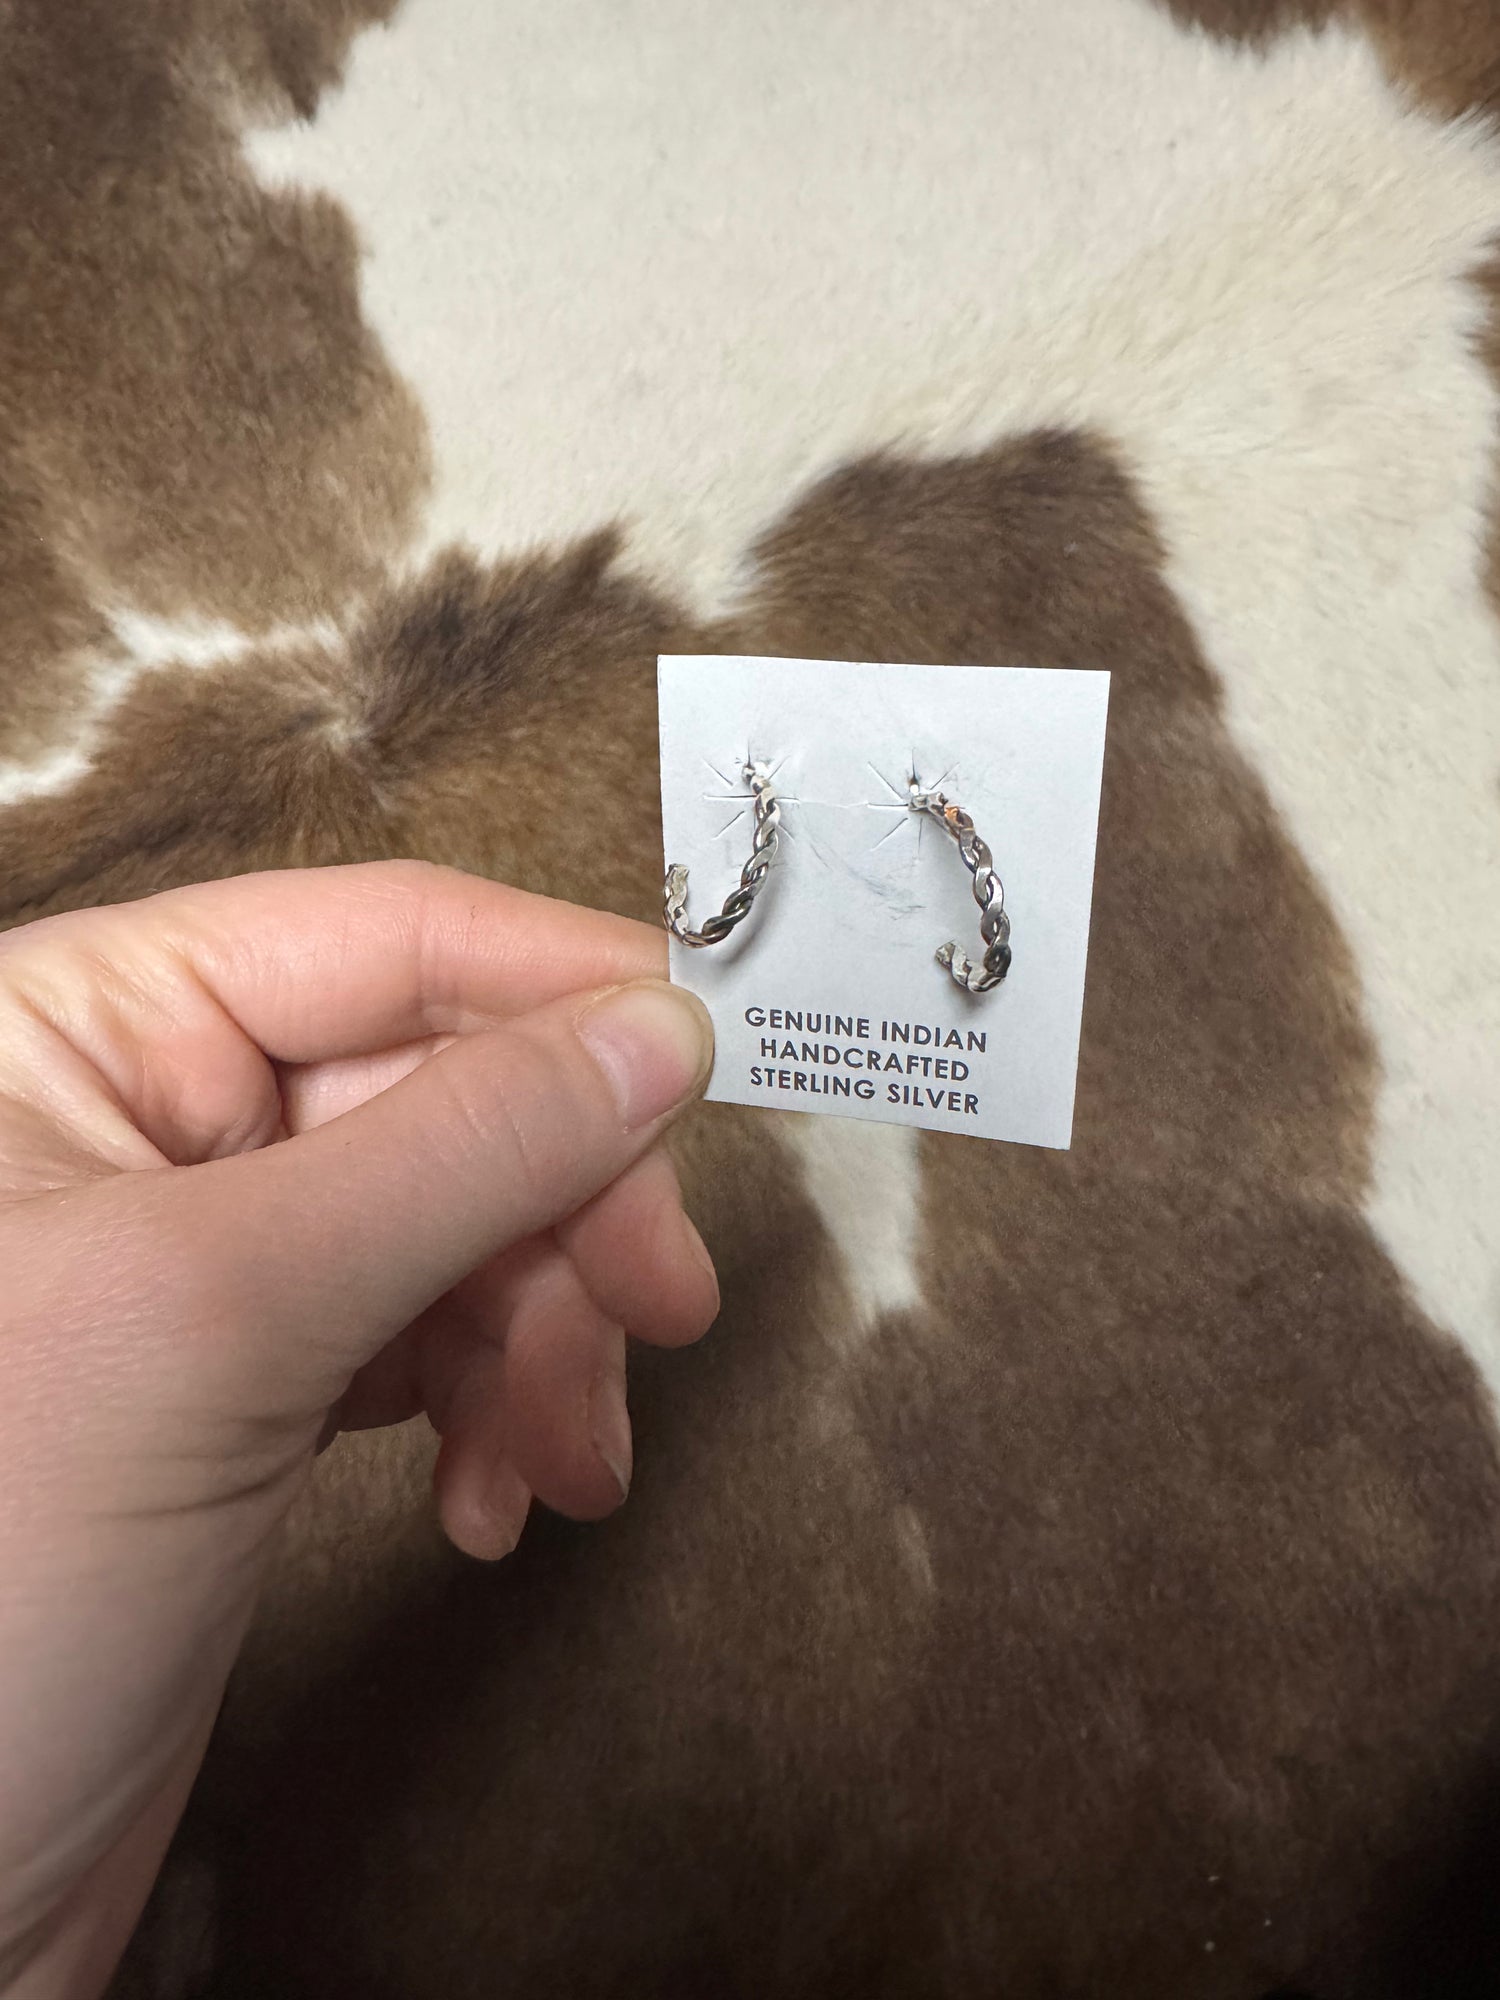 GENUINE INDIAN
HANDCRAFTED
STERLING SILVER